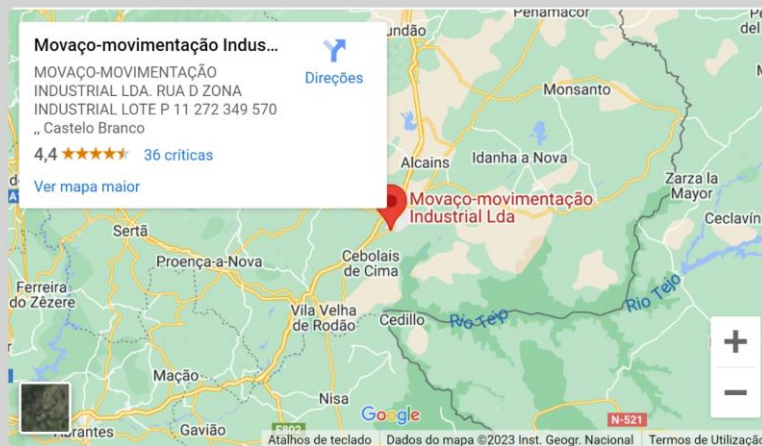 Movaço-movimentação Indus...
MOVAÇO-MOVIMENTAÇÃO
INDUSTRIAL LDA. RUA D ZONA
INDUSTRIAL LOTE P 11 272 349 570
,, Castelo Branco
4,4 36 críticas
Ver mapa maior
Direções
Penamacor
Monsanto
Alcains
Idanha a Nova
Zarza la
Mayor
Movaço-movimentação
Industrial Lda
Ceclavín
Sertã
Proença-a-Nova
Cebolais
de Cima
Ferreira
do Zêzere
Rio Tejo
Rio Tejo
Vila Velha
de Rodão
Cedillo
Mação
Nisa
Google
N-521
Abrantes
Gavião
E802
Atalhos de teclado
Dados do mapa ©2023 Inst. Geogr. Nacional
Termos de Utilização